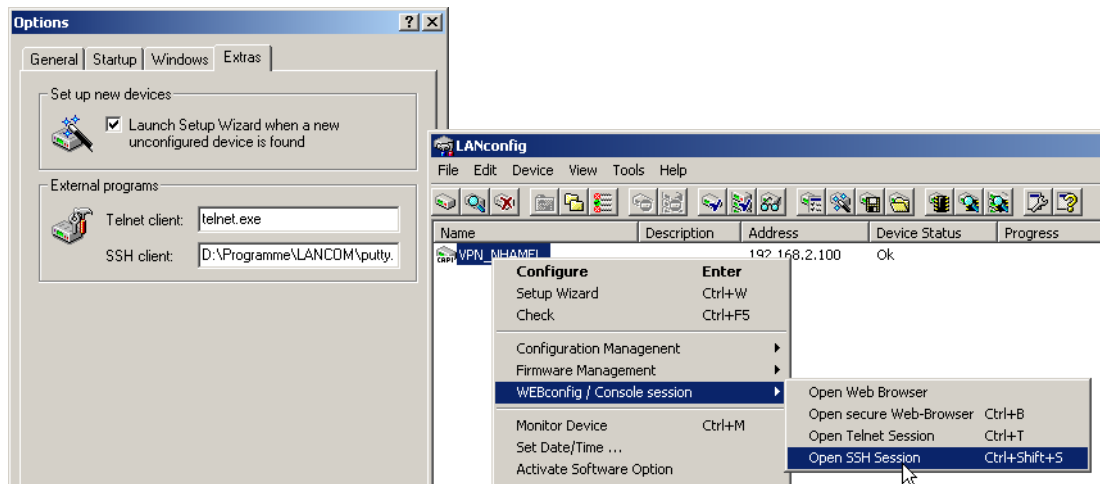 Options
General Startup Windows Extras
Set up new devices
Launch Setup Wizard when a new
unconfigured device is found
External programs
Telnet client: telnet.exe
SSH client: D:\Programme\LANCOM\putty.
LANconfig
File Edit Device View Tools Help
Name Description Address Device Status Progress
CAPI VPN_NHAMEL 192.168.2.100 Ok
Configure Enter
Setup Wizard Ctrl+W
Check Ctrl+F5
Configuration Managenent
Firmware Management
WEBconfig / Console session
Monitor Device Ctrl+M
Set Date/Time ...
Activate Software Option
Open Web Browser
Open secure Web-Browser Ctrl+B
Open Telnet Session Ctrl+T
Open SSH Session Ctrl+Shift+S